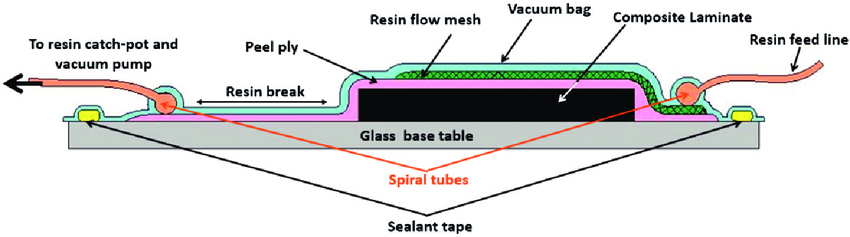 Vacuum bag
Resin flow mesh
Composite Laminate
To resin catch-pot and
vacuum pump
Peel ply
Resin feed line
Resin break
Glass base table
Spiral tubes
Sealant tape